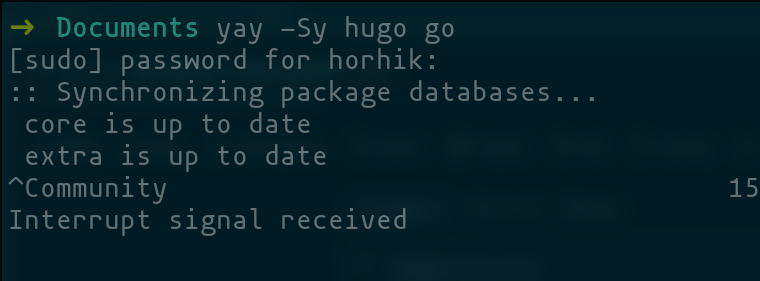 ➜ Documents yay -Sy hugo go
[sudo] password for horhik:
:: Synchronizing package databases...
core is up to date
extra is up to date
^Community 15
Interrupt signal received